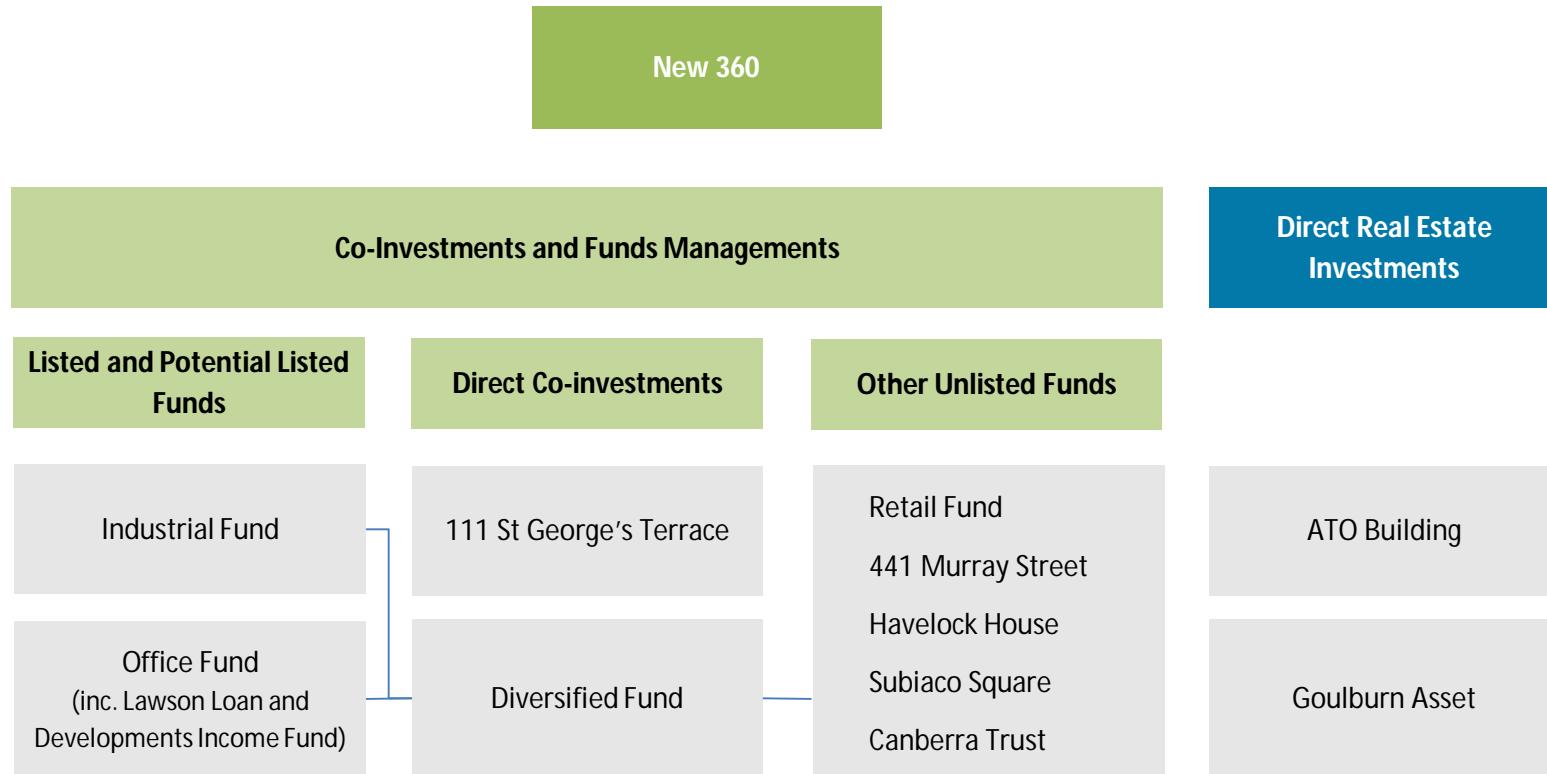 New 360
Co-Investments and Funds Managements
Direct Real Estate
Investments
Listed and Potential Listed
Funds
Direct Co-investments
Other Unlisted Funds
Industrial Fund
Office Fund
(inc. Lawson Loan and
Developments Income Fund)
111 St George’s Terrace
Diversified Fund
Retail Fund
441 Murray Street
Havelock House
Subiaco Square
Canberra Trust
ATO Building
Goulburn Asset